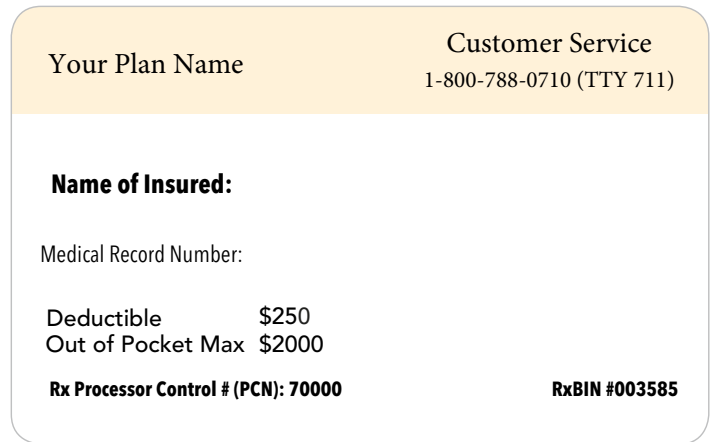 Your Plan Name
Customer Service
1-800-788-0710 (TTY 711)
Name of Insured:
Medical Record Number:
Deductible $250
Out of Pocket Max $2000
Rx Processor Control # (PCN): 70000 RxBIN #003585